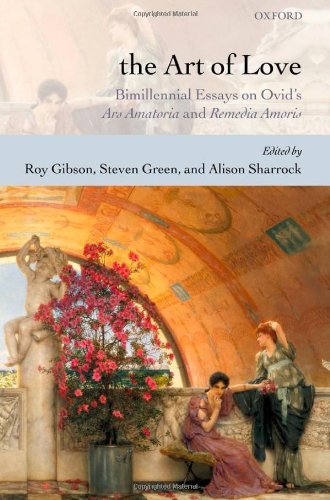 OXFORD
the Art of Love
Bimillennial Essays on Ovid's
Ars Amatoria and Remedia Amoris
Edited by
Roy Gibson, Steven Green, and Alison Sharrock